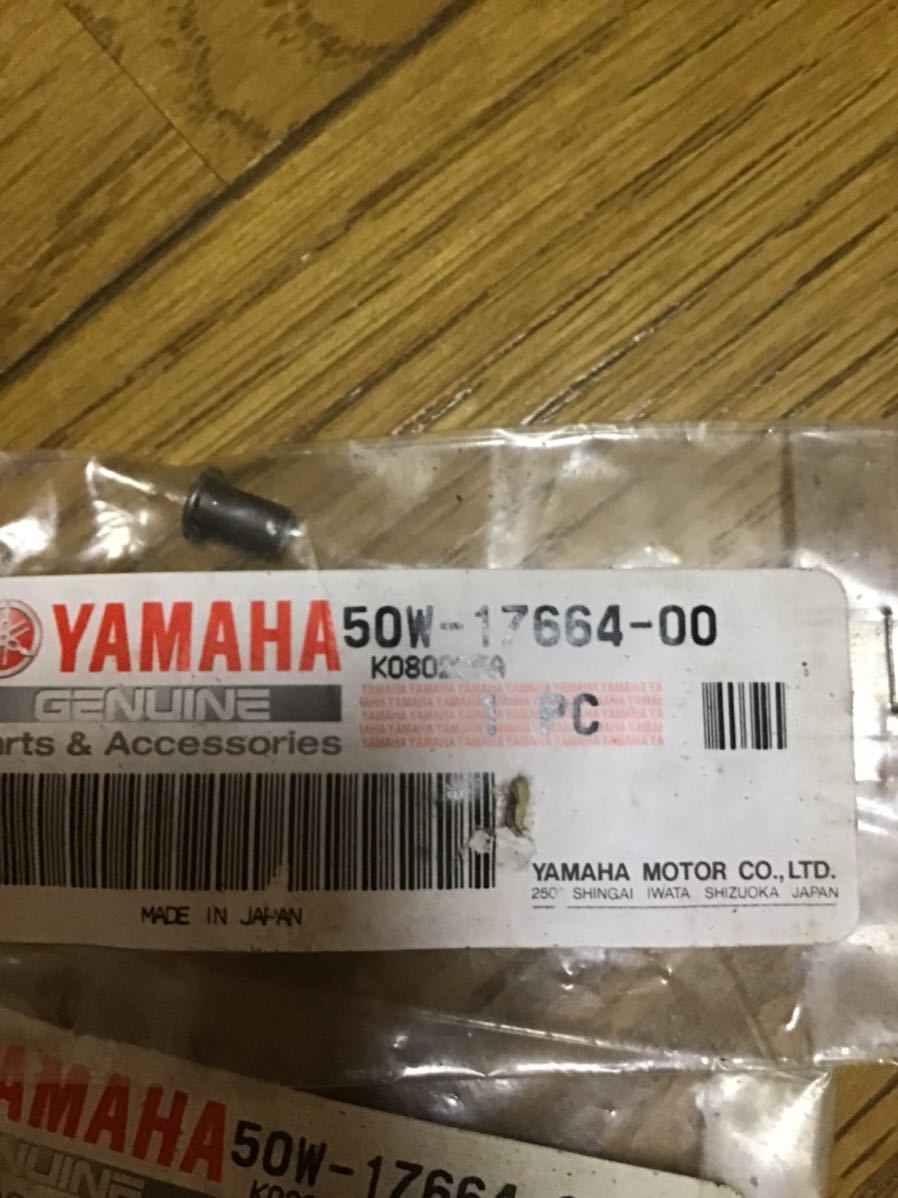 YAMAHA 50W-17664-00
GENUINE
Parts & Accessories
1 PC
MADE IN JAPAN
YAMAHA MOTOR CO.,LTD.
SHINGAI IWATA SHIZUOKA JAPAN
YAMAHA 50W-17664